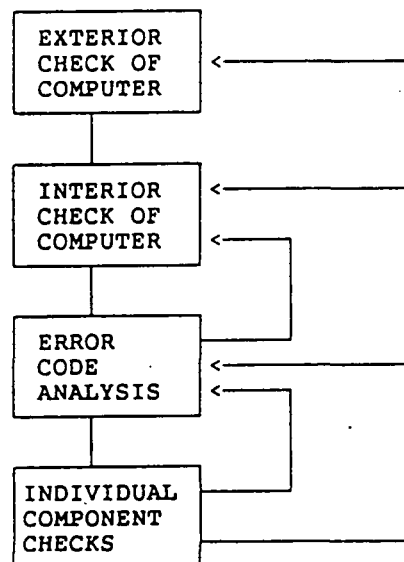 EXTERIOR
CHECK OF
COMPUTER
INTERIOR
CHECK OF
COMPUTER
ERROR
CODE
ANALYSIS
INDIVIDUAL
COMPONENT
CHECKS